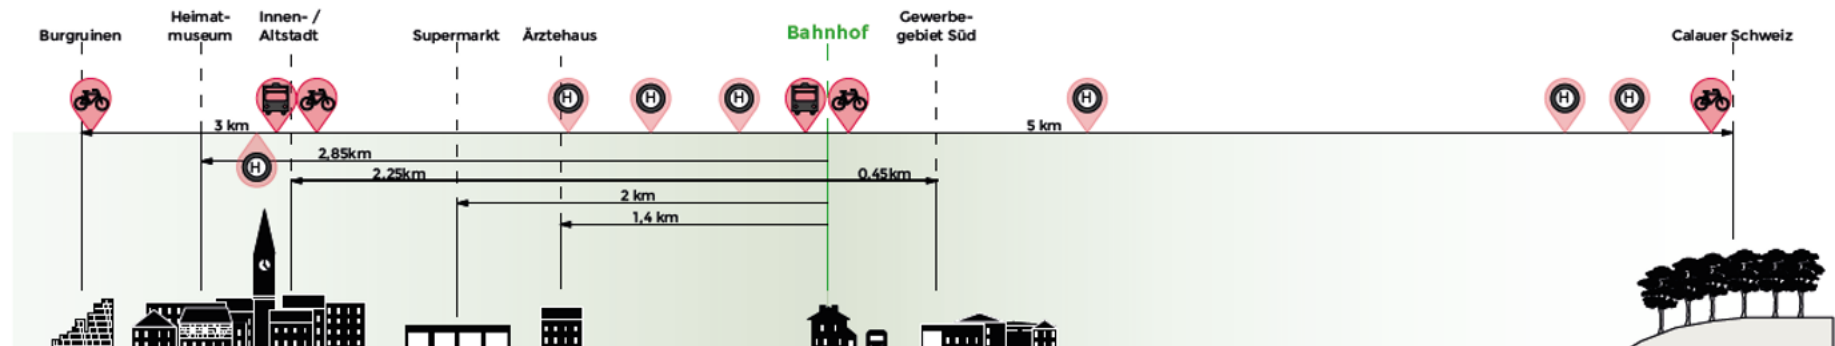 Burgruinen
Heimat-
museum
Innen- /
Altstadt
Supermarkt
Ärztehaus
Bahnhof
Gewerbe-
gebiet Süd
Calauer Schweiz
H
H
H
H
H
H
3 km
5 km
H
2,85km
2,25km
0,45km
2 km
1,4 km